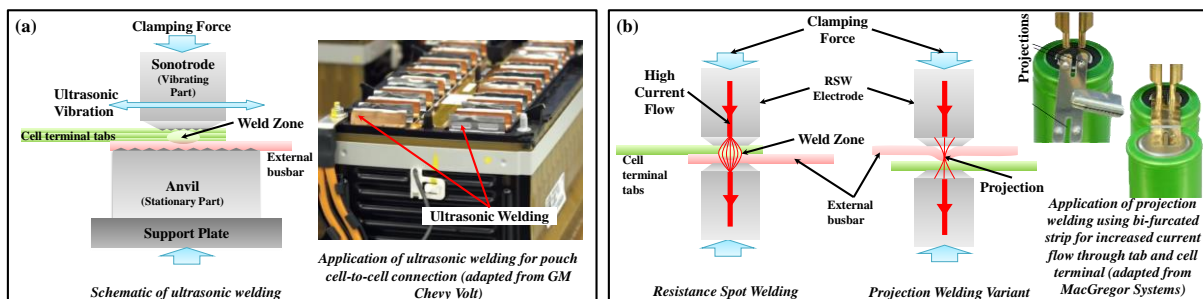 (a)
Clamping Force
Sonotrode
(Vibrating
Part)
Ultrasonic
Vibration
Cell terminal tabs
Weld Zone
External
busbar
Anvil
(Stationary Part)
Support Plate
Schematic of ultrasonic welding
Ultrasonic Welding
Application of ultrasonic welding for pouch
cell-to-cell connection (adapted from GM
Chevy Volt)
(b)
Clamping
Force
High
Current
Flow
RSW
Electrode
Weld Zone
Cell
terminal
tabs
External
busbar
Projection
Resistance Spot Welding
Projection Welding Variant
Projections
Application of projection
welding using bi-furcated
strip for increased current
flow through tab and cell
terminal (adapted from
MacGregor Systems)